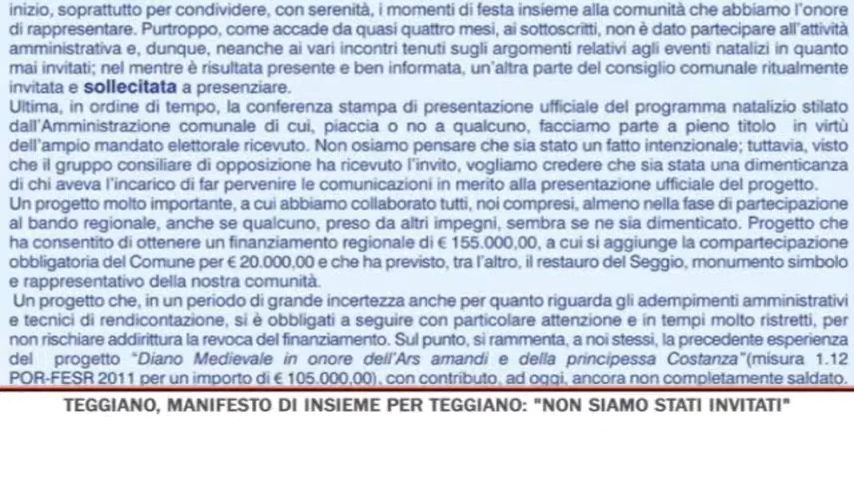 inizio, soprattutto per condividere, con serenità, i momenti di festa insieme alla comunità che abbiamo l'onore
di rappresentare. Purtroppo, come accade da quasi quattro mesi, ai sottoscritti, non è dato partecipare all'attività
amministrativa e, dunque, neanche ai vari incontri tenuti sugli argomenti relativi agli eventi natalizi in quanto
mai invitati; nel mentre è risultata presente e ben informata, un'altra parte del consiglio comunale ritualmente
invitata e sollecitata a presenziare.
Ultima, in ordine di tempo, la conferenza stampa di presentazione ufficiale del programma natalizio stilato
dall'Amministrazione comunale di cui, piaccia o no a qualcuno, facciamo parte a pieno titolo in virtù
dell'ampio mandato elettorale ricevuto. Non osiamo pensare che sia stato un fatto intenzionale; tuttavia, visto
che il gruppo consiliare di opposizione ha ricevuto l'invito, vogliamo credere che sia stata una dimenticanza
di chi aveva l'incarico di far pervenire le comunicazioni in merito alla presentazione ufficiale del progetto.
Un progetto molto importante, a cui abbiamo collaborato tutti, noi compresi, almeno nella fase di partecipazione
al bando regionale, anche se qualcuno, preso da altri impegni, sembra se ne sia dimenticato. Progetto che
ha consentito di ottenere un finanziamento regionale di € 155.000,00, a cui si aggiunge la compartecipazione
obbligatoria del Comune per € 20.000,00 e che ha previsto, tra l'altro, il restauro del Seggio, monumento simbolo
e rappresentativo della nostra comunità.
Un progetto che, in un periodo di grande incertezza anche per quanto riguarda gli adempimenti amministrativi
e tecnici di rendicontazione, si è obbligati a seguire con particolare attenzione e in tempi molto ristretti, per
non rischiare addirittura la revoca del finanziamento. Sul punto, si rammenta, a noi stessi, la precedente esperienza
del progetto "Diano Medievale in onore dell'Ars amandi e della principessa Costanza"(misura 1.12
POR-FESR 2011 per un importo di € 105.000,00), con contributo, ad oggi, ancora non completamente saldato.
TEGGIANO, MANIFESTO DI INSIEME PER TEGGIANO: "NON SIAMO STATI INVITATI"